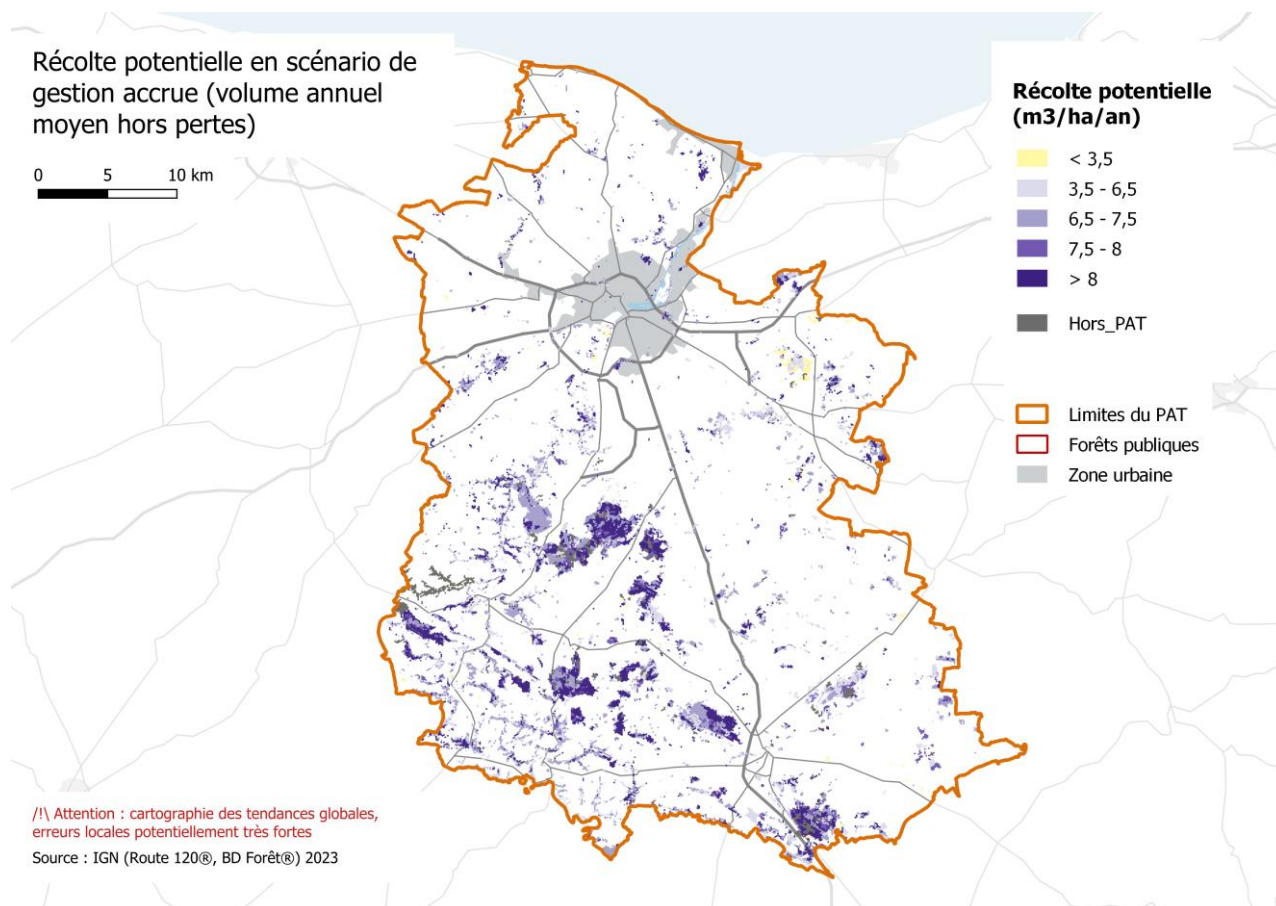 Récolte potentielle en scénario de
gestion accrue (volume annuel
moyen hors pertes)
0 5 10 km
Récolte potentielle
(m3/ha/an)
< 3,5
3,5 - 6,5
6,5 - 7,5
7,5 - 8
> 8
Hors_PAT
Limites du PAT
Forêts publiques
Zone urbaine
/!\ Attention : cartographie des tendances globales,
erreurs locales potentiellement très fortes
Source : IGN (Route 120®, BD Forêt®) 2023